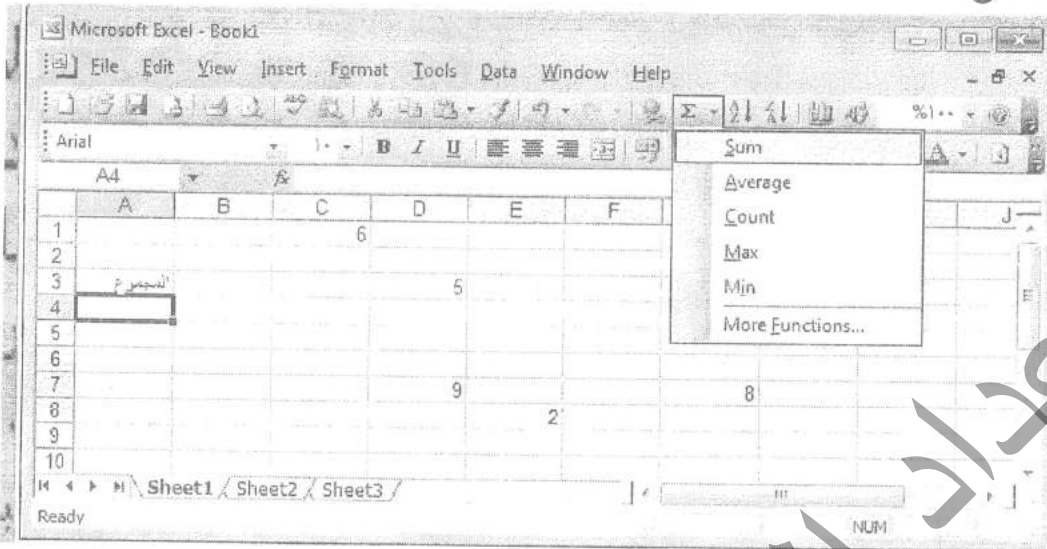 Microsoft Excel - Book1
File Edit View Insert Format Tools Data Window Help
%١٠٠
Arial ١٠ B I U
A4 fx
A B C D E F J
1 6
2
3 المجموع 5
4
5
6
7 9 8
8 2
9
10
Sum
Average
Count
Max
Min
More Functions...
Sheet1 Sheet2 Sheet3
Ready NUM